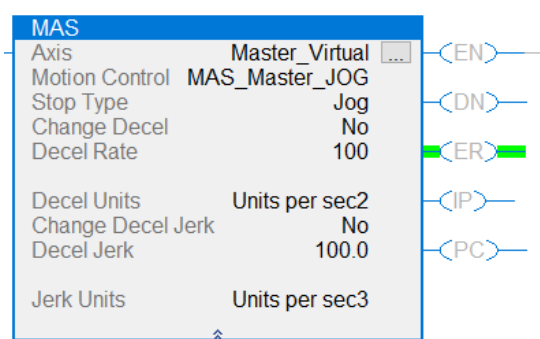 MAS
Axis Master_Virtual ... EN
Motion Control MAS_Master_JOG
Stop Type Jog DN
Change Decel No
Decel Rate 100 ER
Decel Units Units per sec2 IP
Change Decel Jerk No
Decel Jerk 100.0 PC
Jerk Units Units per sec3